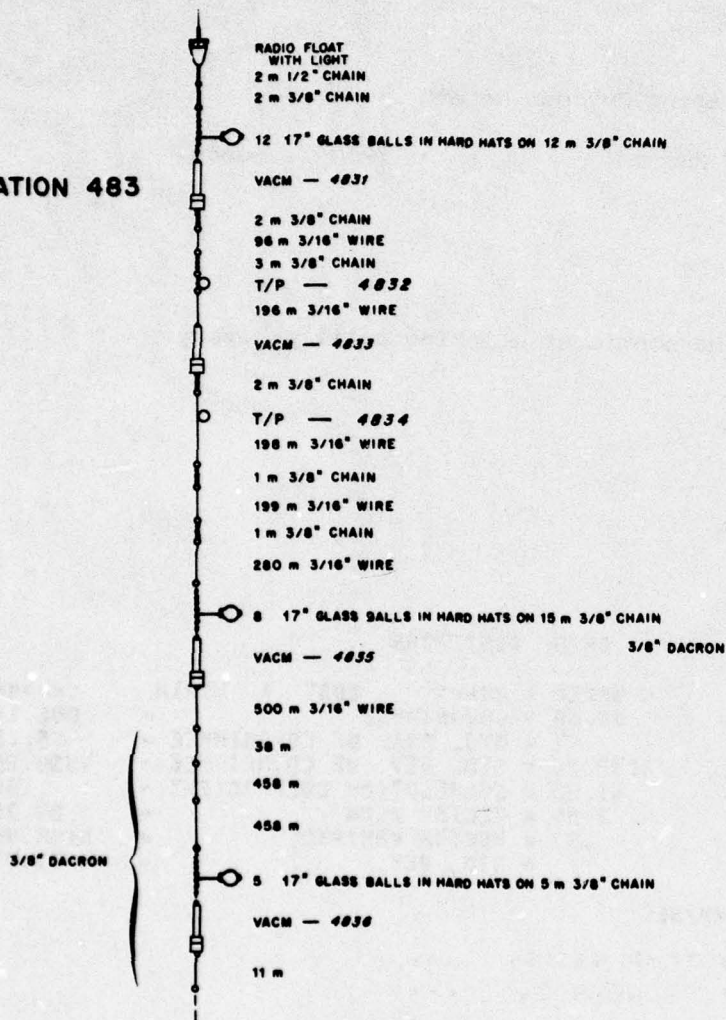 RADIO FLOAT
WITH LIGHT
2 m 1/2" CHAIN
2 m 3/8" CHAIN
12 17" GLASS BALLS IN HARD HATS ON 12 m 3/8" CHAIN
ATION 483
VACM — 4831
2 m 3/8" CHAIN
96 m 3/16" WIRE
3 m 3/8" CHAIN
T/P — 4832
196 m 3/16" WIRE
VACM — 4833
2 m 3/8" CHAIN
T/P — 4834
198 m 3/16" WIRE
1 m 3/8" CHAIN
199 m 3/16" WIRE
1 m 3/8" CHAIN
280 m 3/16" WIRE
8 17" GLASS BALLS IN HARD HATS ON 15 m 3/8" CHAIN
3/8" DACRON
VACM — 4835
500 m 3/16" WIRE
38 m
458 m
458 m
3/8" DACRON
5 17" GLASS BALLS IN HARD HATS ON 5 m 3/8" CHAIN
VACM — 4836
11 m